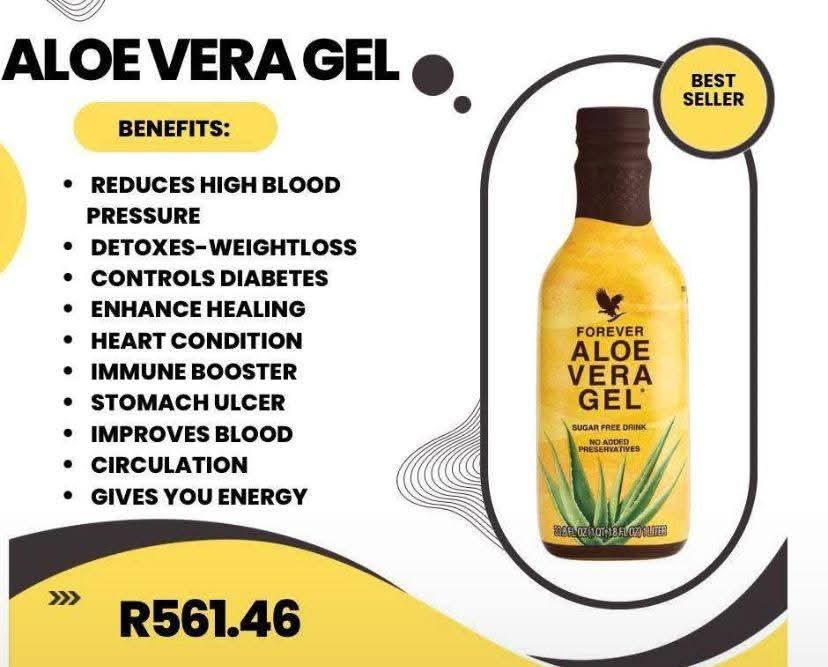 ALOE VERA GEL
BENEFITS:
• REDUCES HIGH BLOOD
PRESSURE
• DETOXES-WEIGHTLOSS
• CONTROLS DIABETES
• ENHANCE HEALING
• HEART CONDITION
• IMMUNE BOOSTER
• STOMACH ULCER
• IMPROVES BLOOD
• CIRCULATION
• GIVES YOU ENERGY
R561.46
BEST
SELLER
FOREVER
ALOE
VERA
GEL®
SUGAR FREE DRINK
NO ADDED
PRESERVATIVES
1 LITER